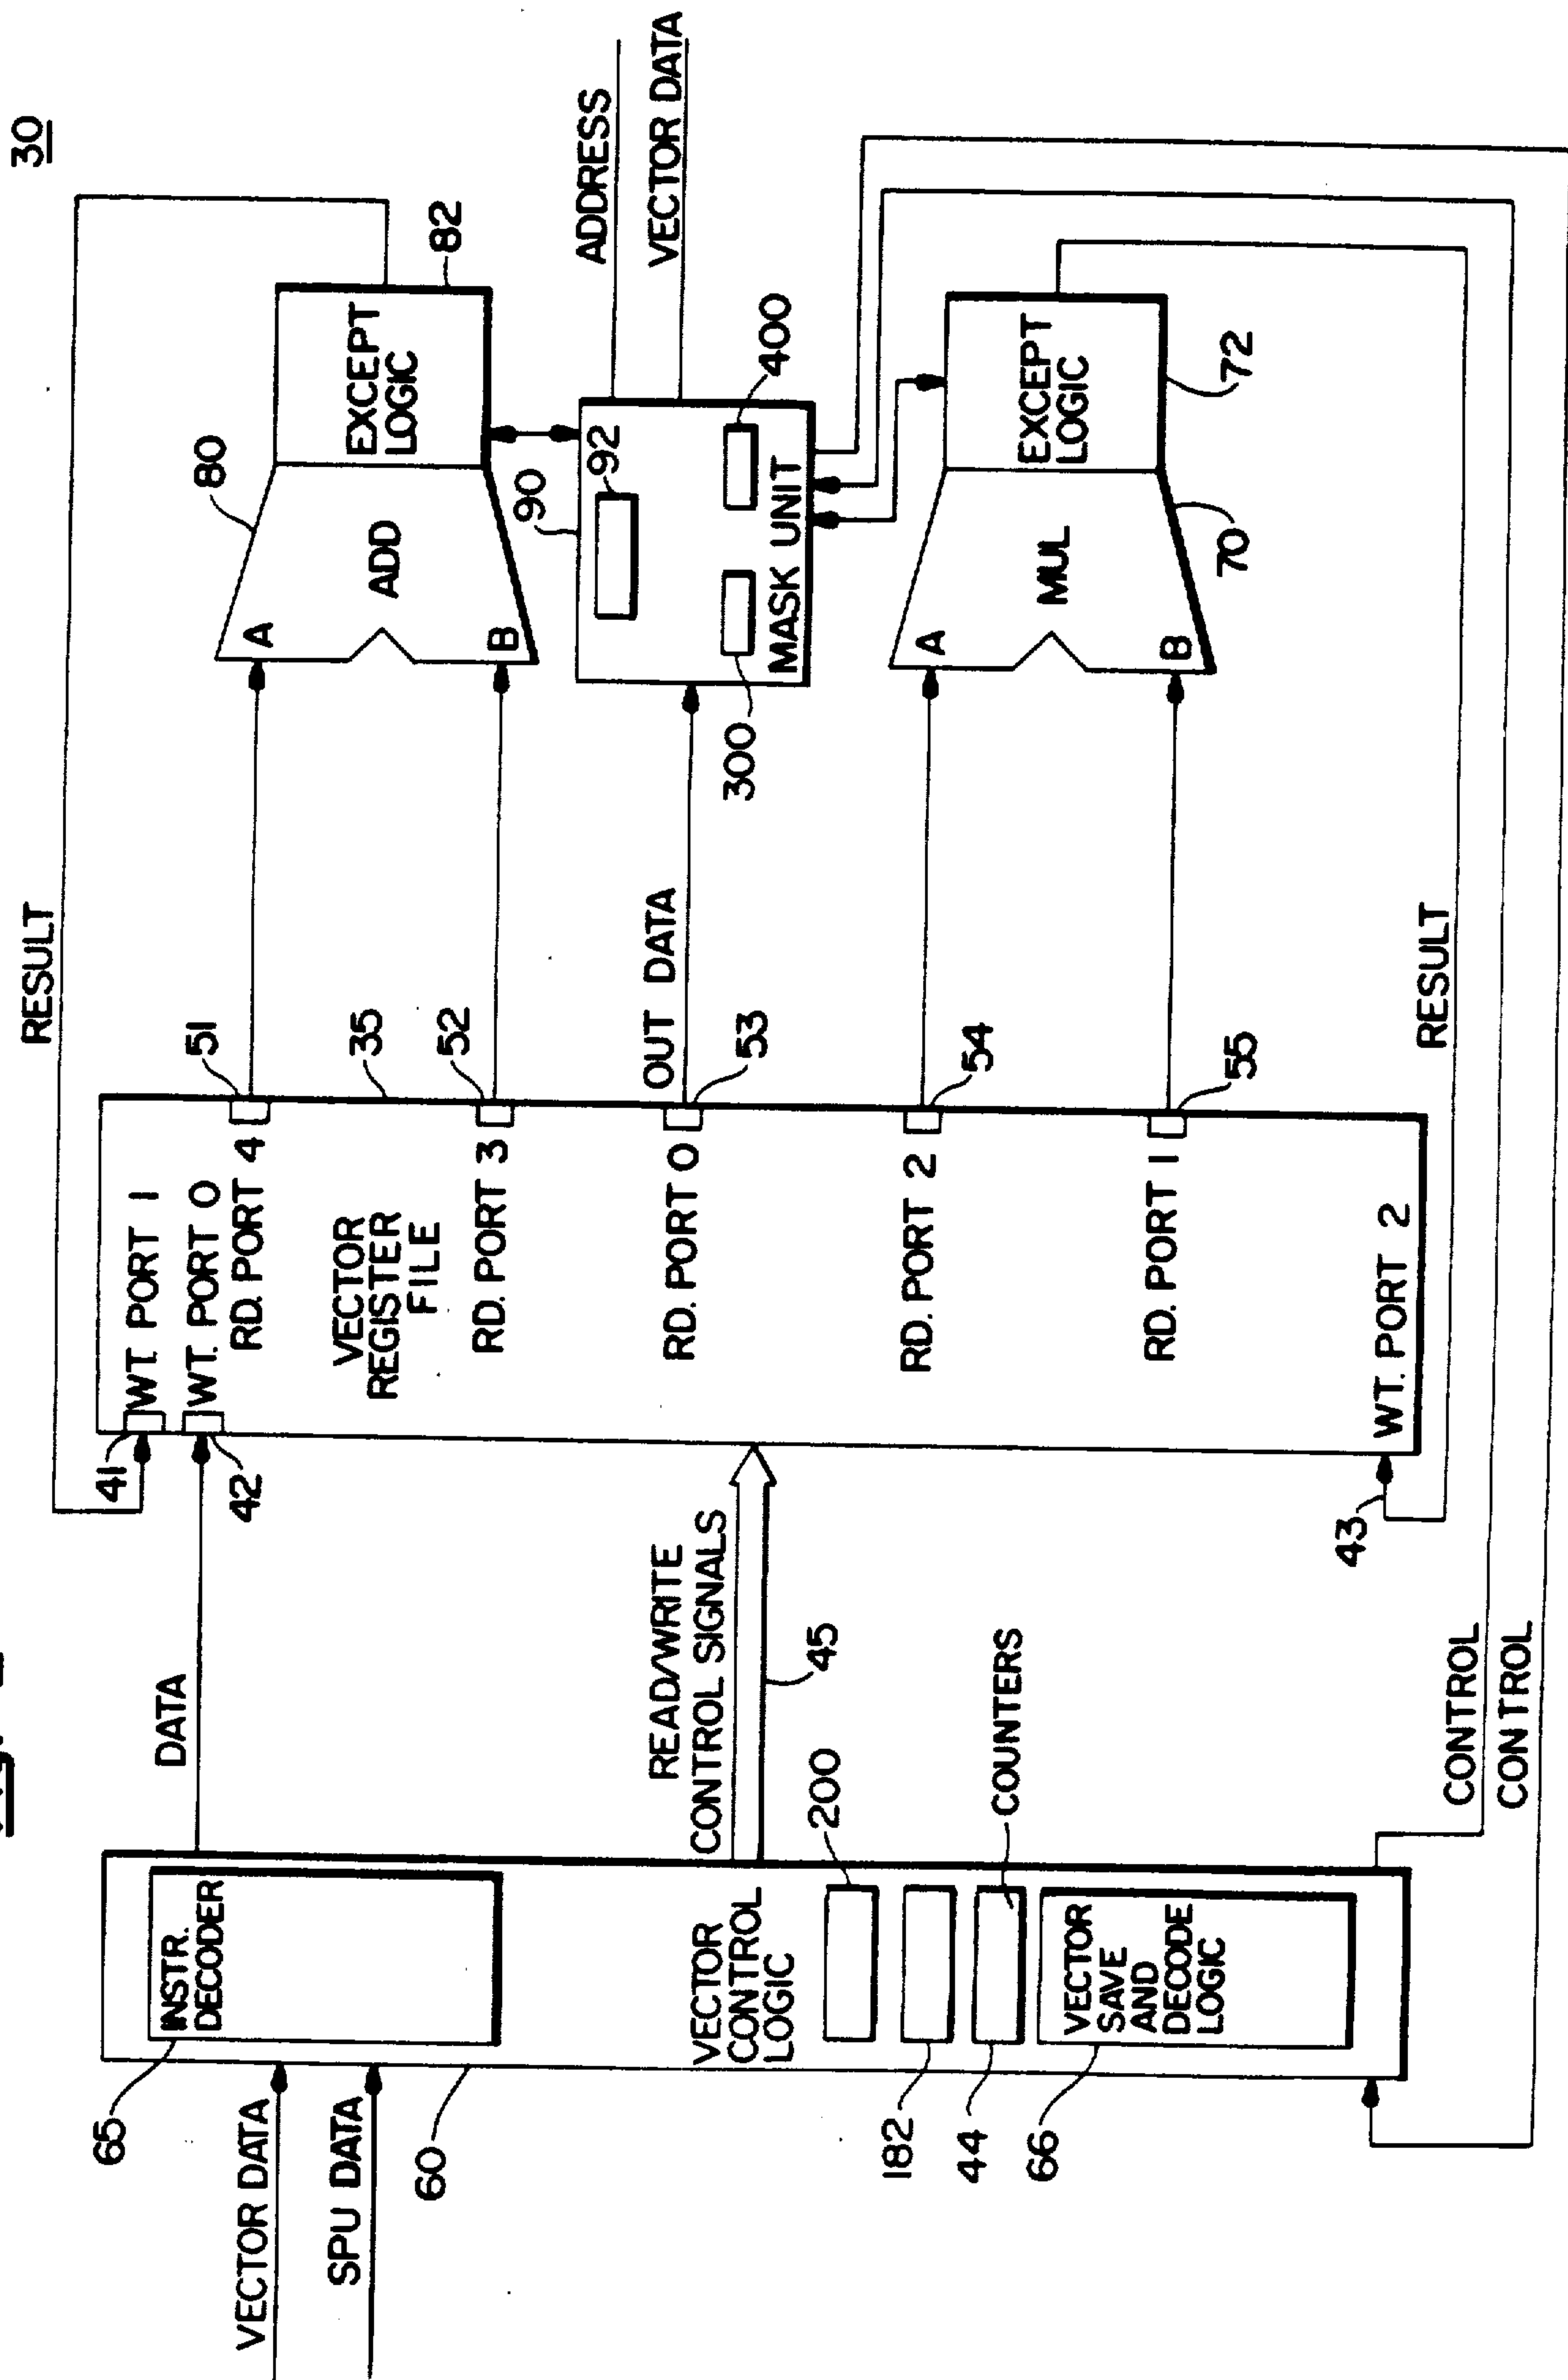 30
RESULT
ADDRESS
VECTOR DATA
VECTOR DATA
SPU DATA
65
60
INSTR.
DECODER
VECTOR
CONTROL
LOGIC
200
182
44
COUNTERS
66
VECTOR
SAVE
AND
DECODE
LOGIC
DATA
READ/WRITE
CONTROL SIGNALS
45
41
42
43
WT. PORT 1
WT. PORT 0
RD. PORT 4
VECTOR
REGISTER
FILE
RD. PORT 3
RD. PORT 0
RD. PORT 2
RD. PORT 1
WT. PORT 2
51
35
52
OUT DATA
53
54
55
80
A
ADD
B
EXCEPT
LOGIC
82
90
92
300
400
MASK UNIT
A
MUL
B
70
EXCEPT
LOGIC
72
RESULT
CONTROL
CONTROL